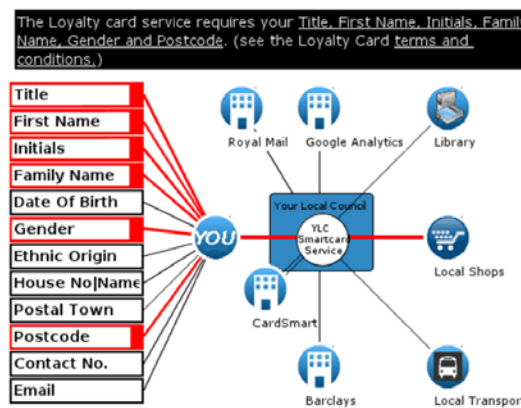 The Loyalty card service requires your Title, First Name, Initials, Family
Name, Gender and Postcode. (see the Loyalty Card terms and
conditions.)
Title
First Name
Initials
Family Name
Date Of Birth
Gender
Ethnic Origin
House No|Name
Postal Town
Postcode
Contact No.
Email
YOU
Royal Mail
Google Analytics
Library
Your Local Council
YLC
Smartcard
Service
Local Shops
CardSmart
Barclays
Local Transport